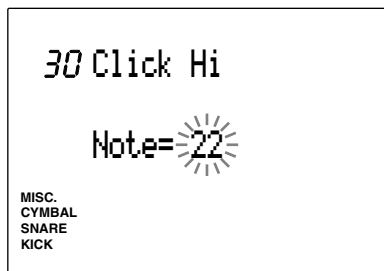 30 Click Hi
Note=22
MISC.
CYMBAL
SNARE
KICK